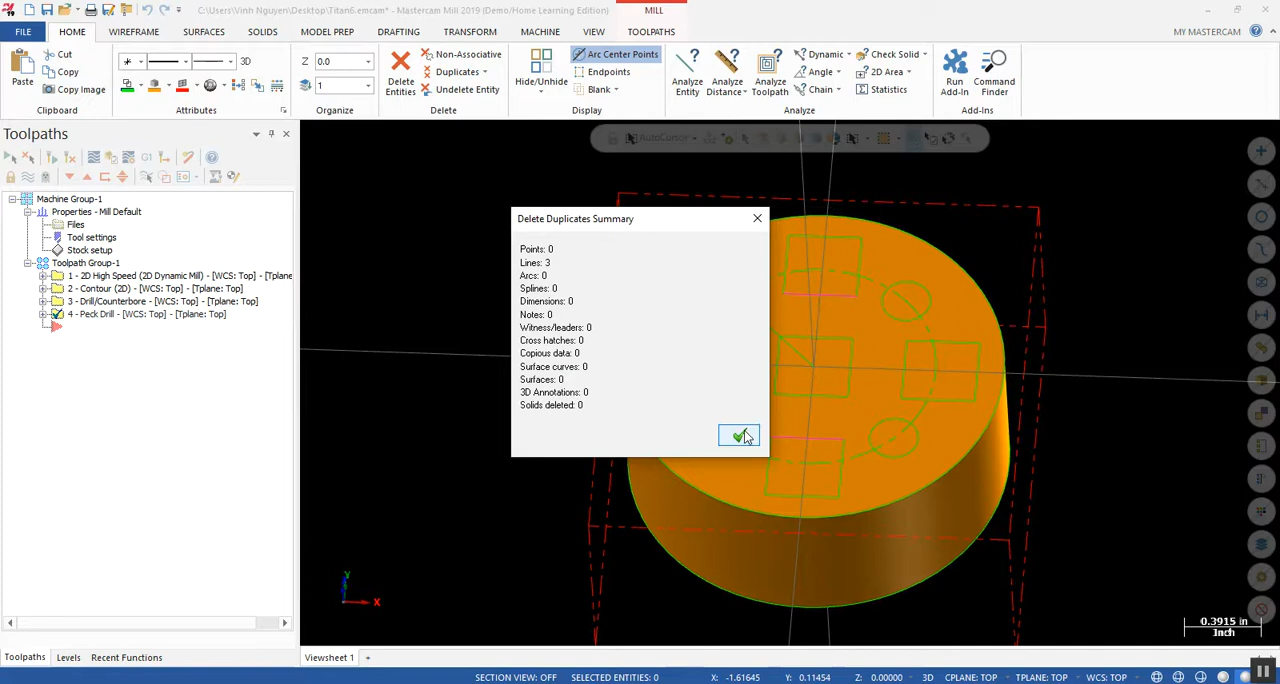 C:\Users\Vinh Nguyen\Desktop\Titan6.emcam* - Mastercam Mill 2019 (Demo/Home Learning Edition)
MILL
FILE HOME WIREFRAME SURFACES SOLIDS MODEL PREP DRAFTING TRANSFORM MACHINE VIEW TOOLPATHS MY MASTERCAM
Paste
Cut
Copy
Copy Image
Clipboard
3D
Attributes
Z 0.0
1
Organize
Delete Entities
Non-Associative
Duplicates
Undelete Entity
Delete
Hide/Unhide
Arc Center Points
Endpoints
Blank
Display
Analyze Entity
Analyze Distance
Analyze Toolpath
Dynamic
Angle
Chain
Check Solid
2D Area
Statistics
Analyze
Run Add-In
Command Finder
Add-Ins
Toolpaths
G1
Machine Group-1
Properties - Mill Default
Files
Tool settings
Stock setup
Toolpath Group-1
1 - 2D High Speed (2D Dynamic Mill) - [WCS: Top] - [Tplane:
2 - Contour (2D) - [WCS: Top] - [Tplane: Top]
3 - Drill/Counterbore - [WCS: Top] - [Tplane: Top]
4 - Peck Drill - [WCS: Top] - [Tplane: Top]
AutoCursor
Delete Duplicates Summary
Points: 0
Lines: 3
Arcs: 0
Splines: 0
Dimensions: 0
Notes: 0
Witness/leaders: 0
Cross hatches: 0
Copious data: 0
Surface curves: 0
Surfaces: 0
3D Annotations: 0
Solids deleted: 0
Y
X
0.3915 in
Inch
Toolpaths Levels Recent Functions
Viewsheet 1 +
SECTION VIEW: OFF SELECTED ENTITIES: 0 X: -1.61645 Y: 0.11454 Z: 0.00000 3D CPLANE: TOP TPLANE: TOP WCS: TOP